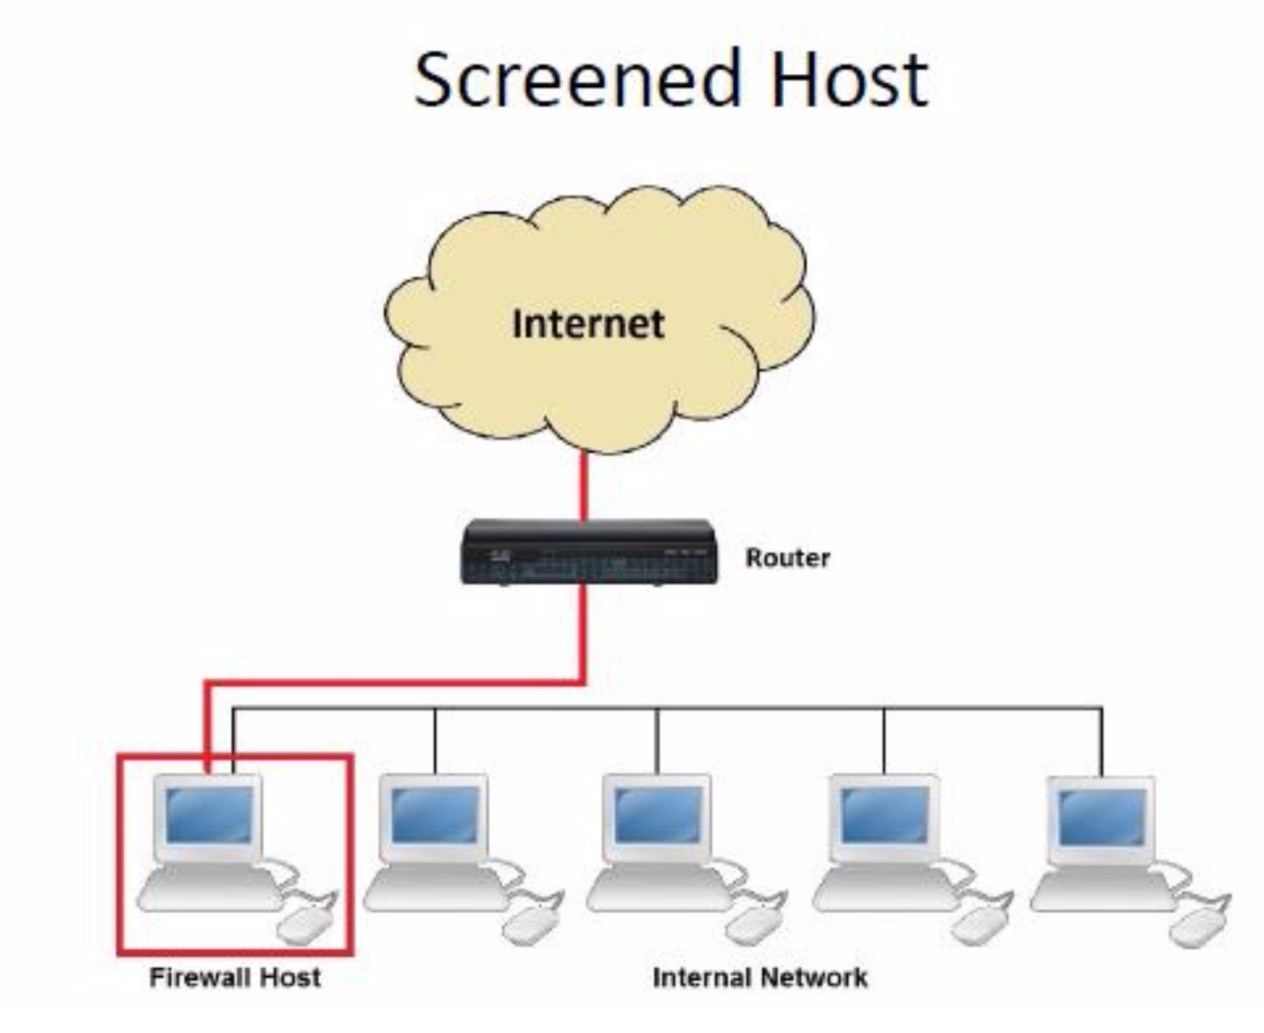 Screened Host
Internet
Router
Firewall Host
Internal Network